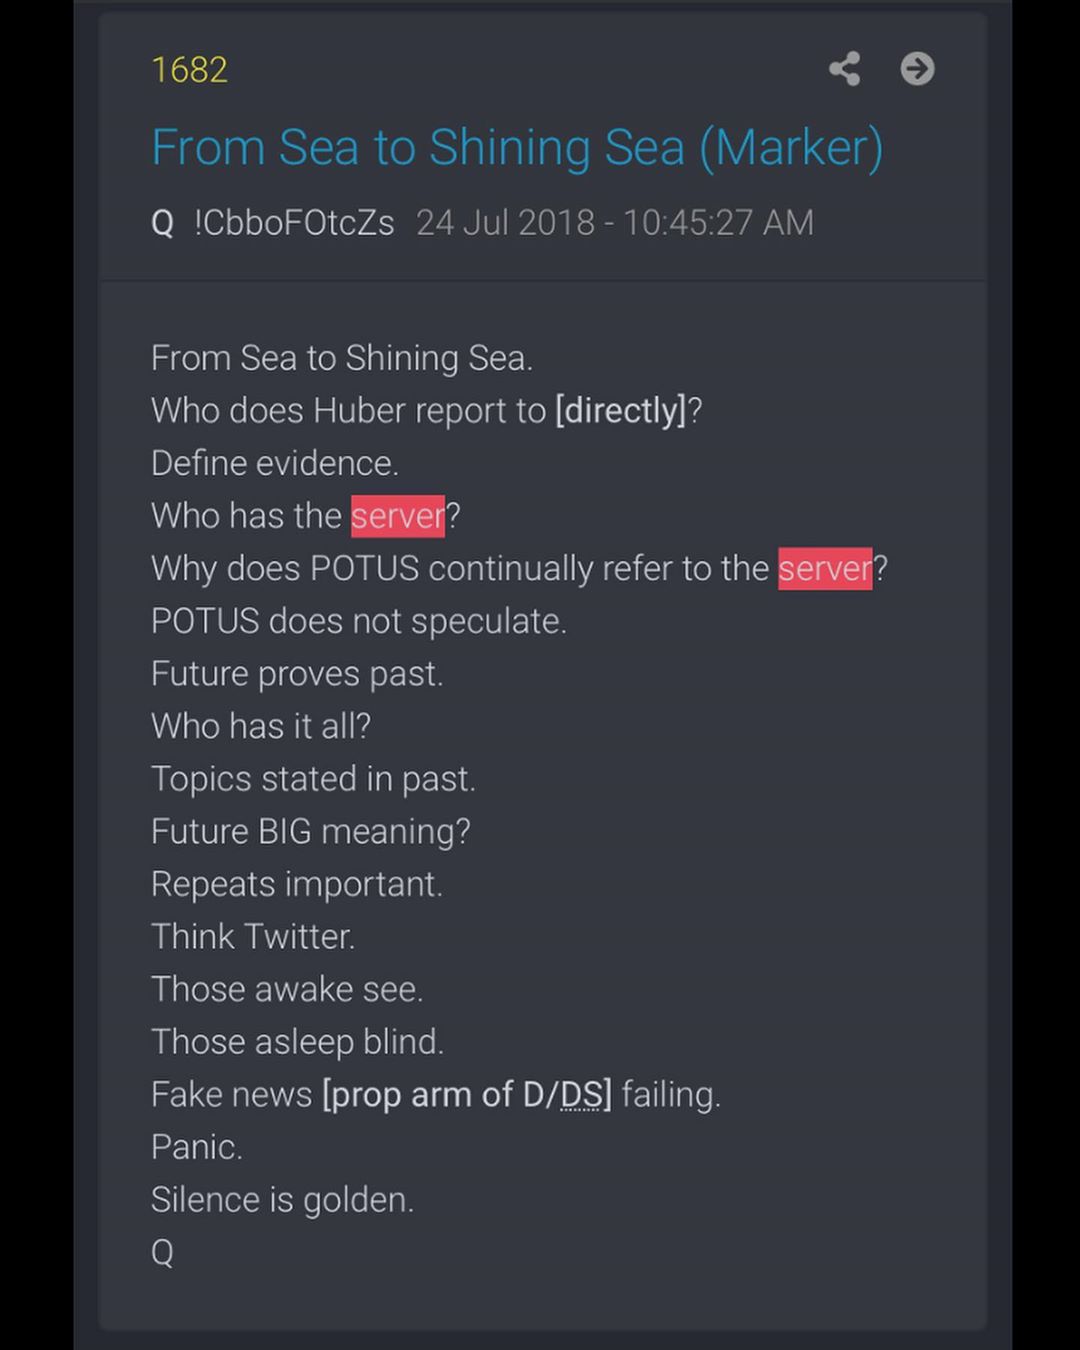 1682
From Sea to Shining Sea (Marker)
Q !CbboFOtcZs 24 Jul 2018 - 10:45:27 AM
From Sea to Shining Sea.
Who does Huber report to [directly]?
Define evidence.
Who has the server?
Why does POTUS continually refer to the server?
POTUS does not speculate.
Future proves past.
Who has it all?
Topics stated in past.
Future BIG meaning?
Repeats important.
Think Twitter.
Those awake see.
Those asleep blind.
Fake news [prop arm of D/DS] failing.
Panic.
Silence is golden.
Q